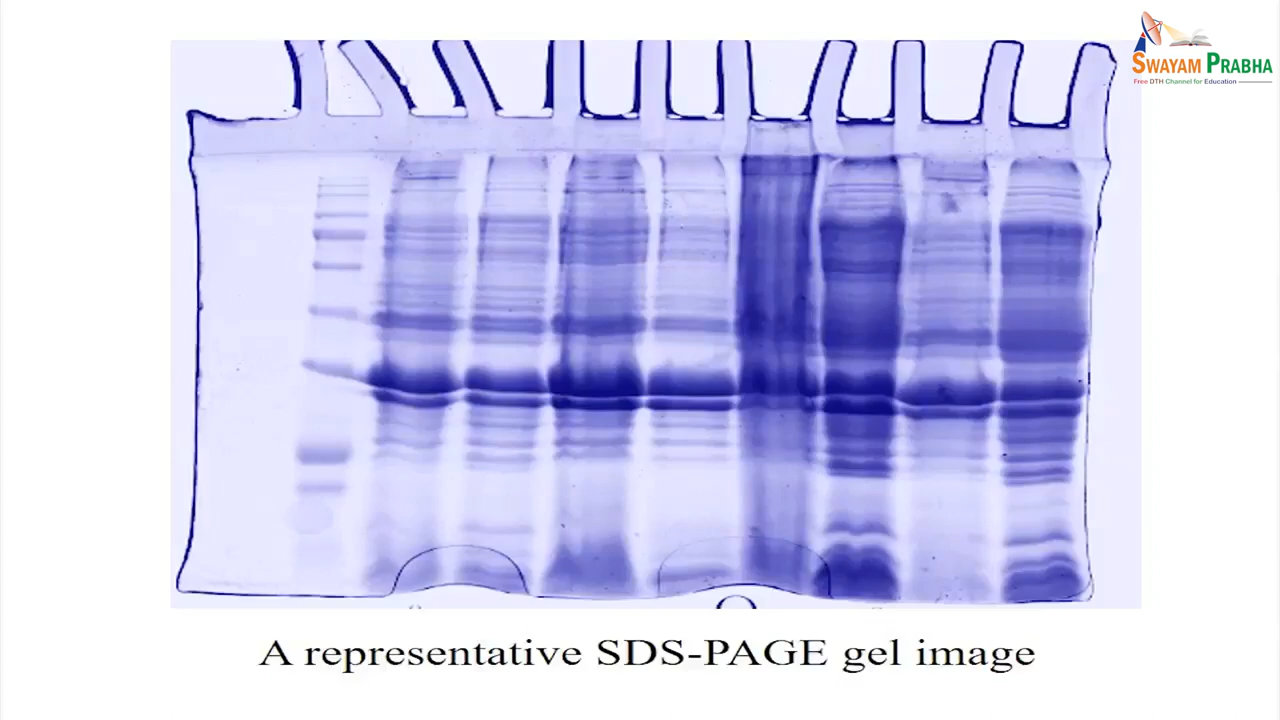 SWAYAM PRABHA
Free DTH Channel for Education
A representative SDS-PAGE gel image